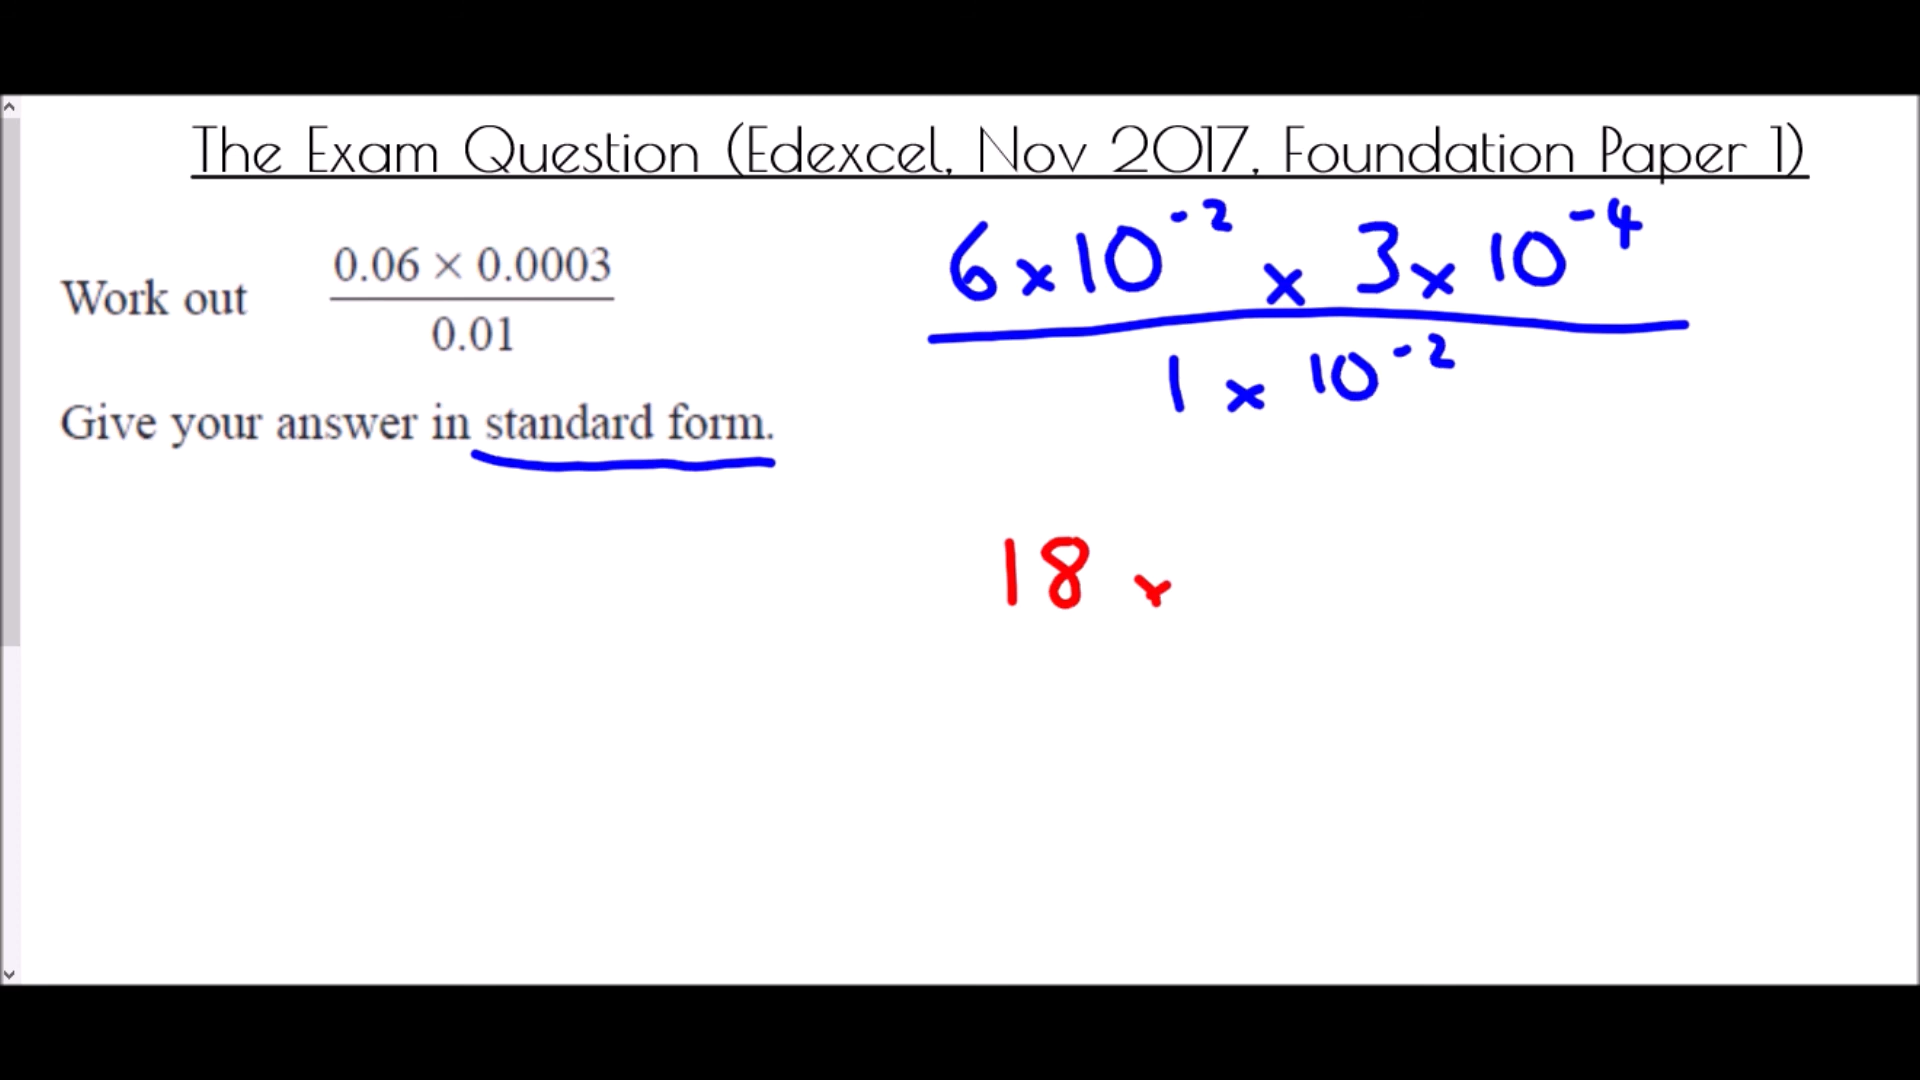 The Exam Question (Edexcel, Nov 2017, Foundation Paper 1)
Work out 0.06 × 0.0003 / 0.01
Give your answer in standard form.
6 × 10⁻² × 3 × 10⁻⁴
1 × 10⁻²
18 ×